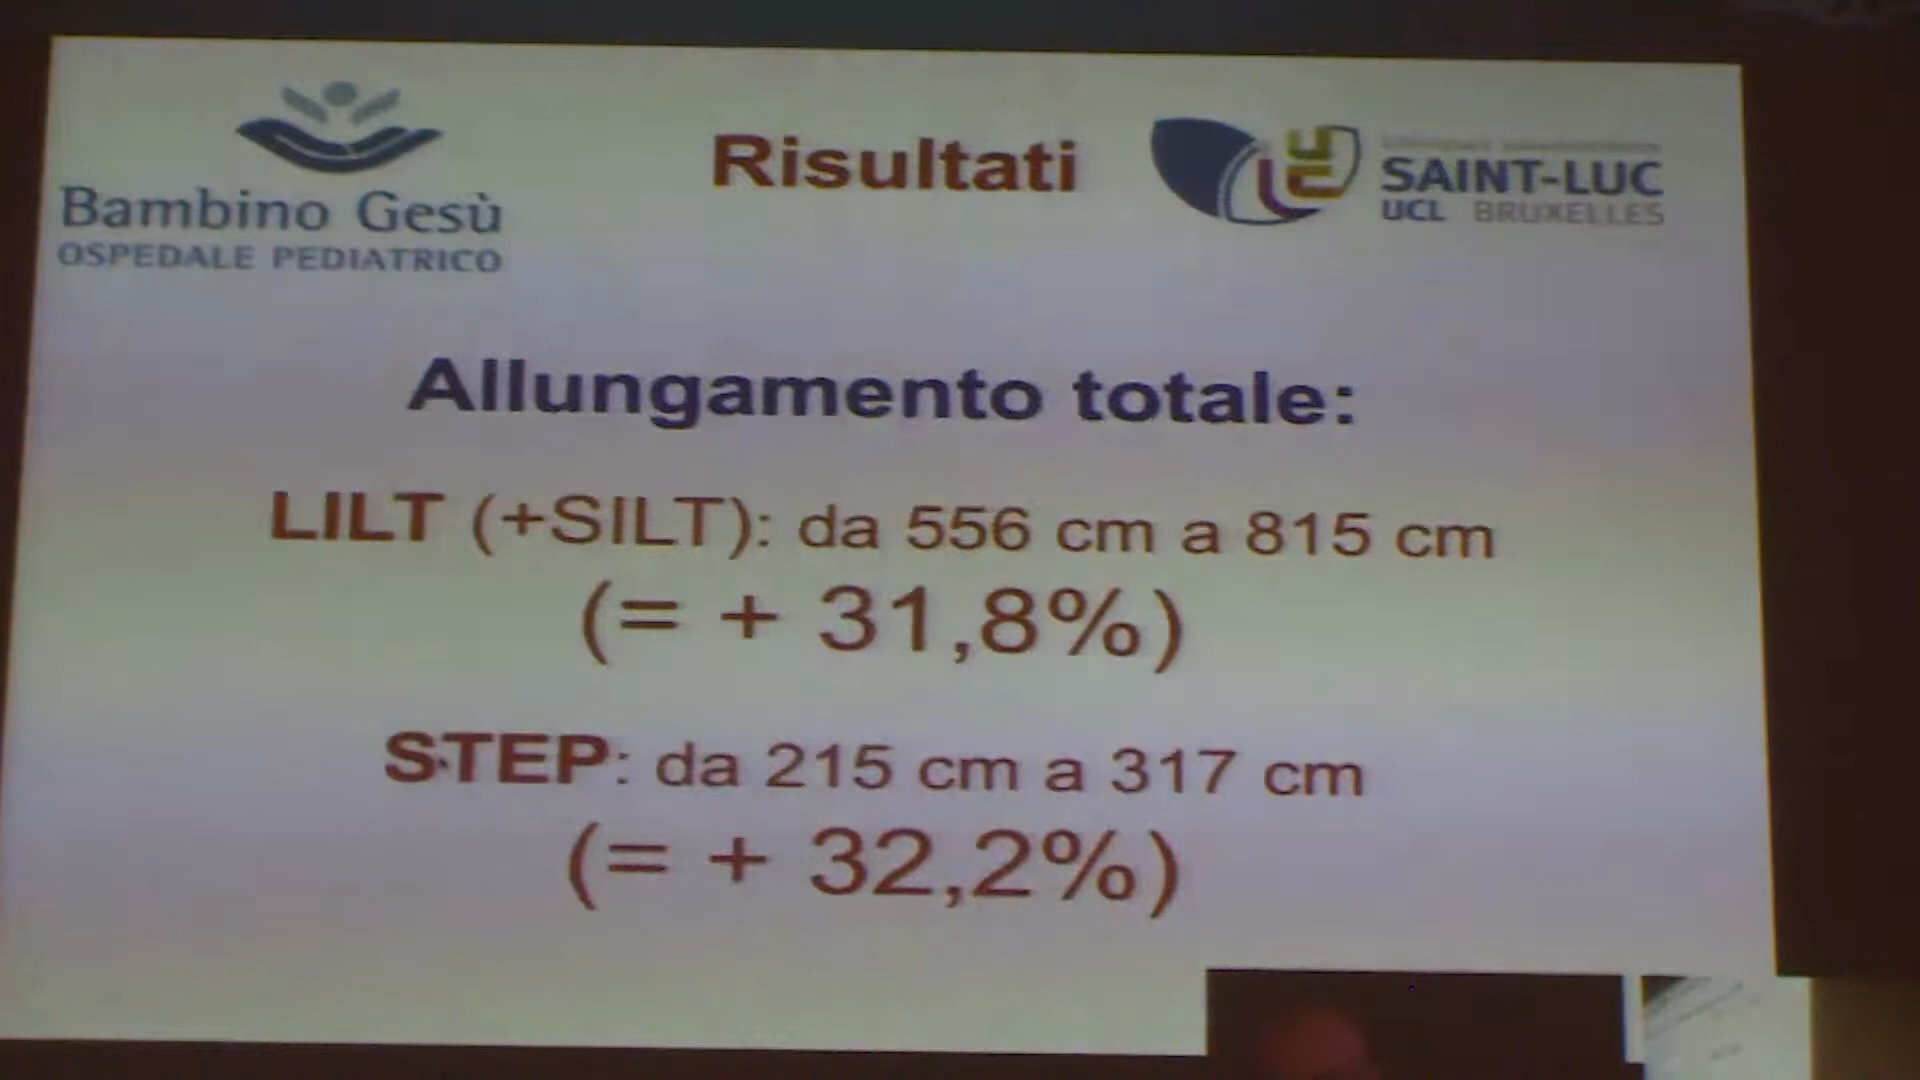 Bambino Gesù
OSPEDALE PEDIATRICO
Risultati
SAINT-LUC
UCL BRUXELLES
Allungamento totale:
LILT (+SILT): da 556 cm a 815 cm
(= + 31,8%)
STEP: da 215 cm a 317 cm
(= + 32,2%)